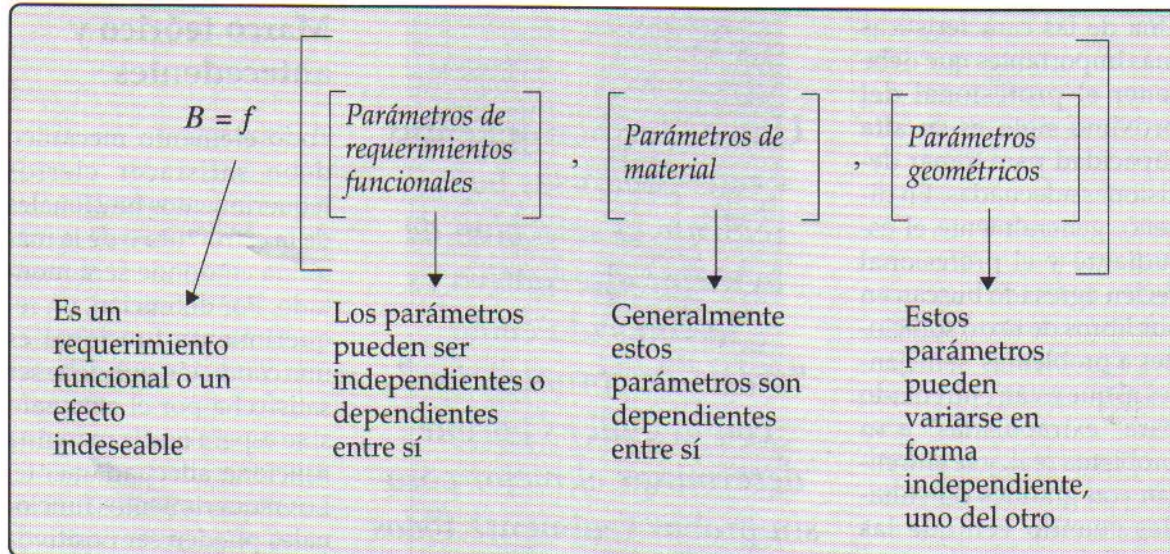 B = f
Parámetros de
requerimientos
funcionales
,
Parámetros de
material
,
Parámetros
geométricos
Es un
requerimiento
funcional o un
efecto
indeseable
Los parámetros
pueden ser
independientes o
dependientes
entre sí
Generalmente
estos
parámetros son
dependientes
entre sí
Estos
parámetros
pueden
variarse en
forma
independiente,
uno del otro